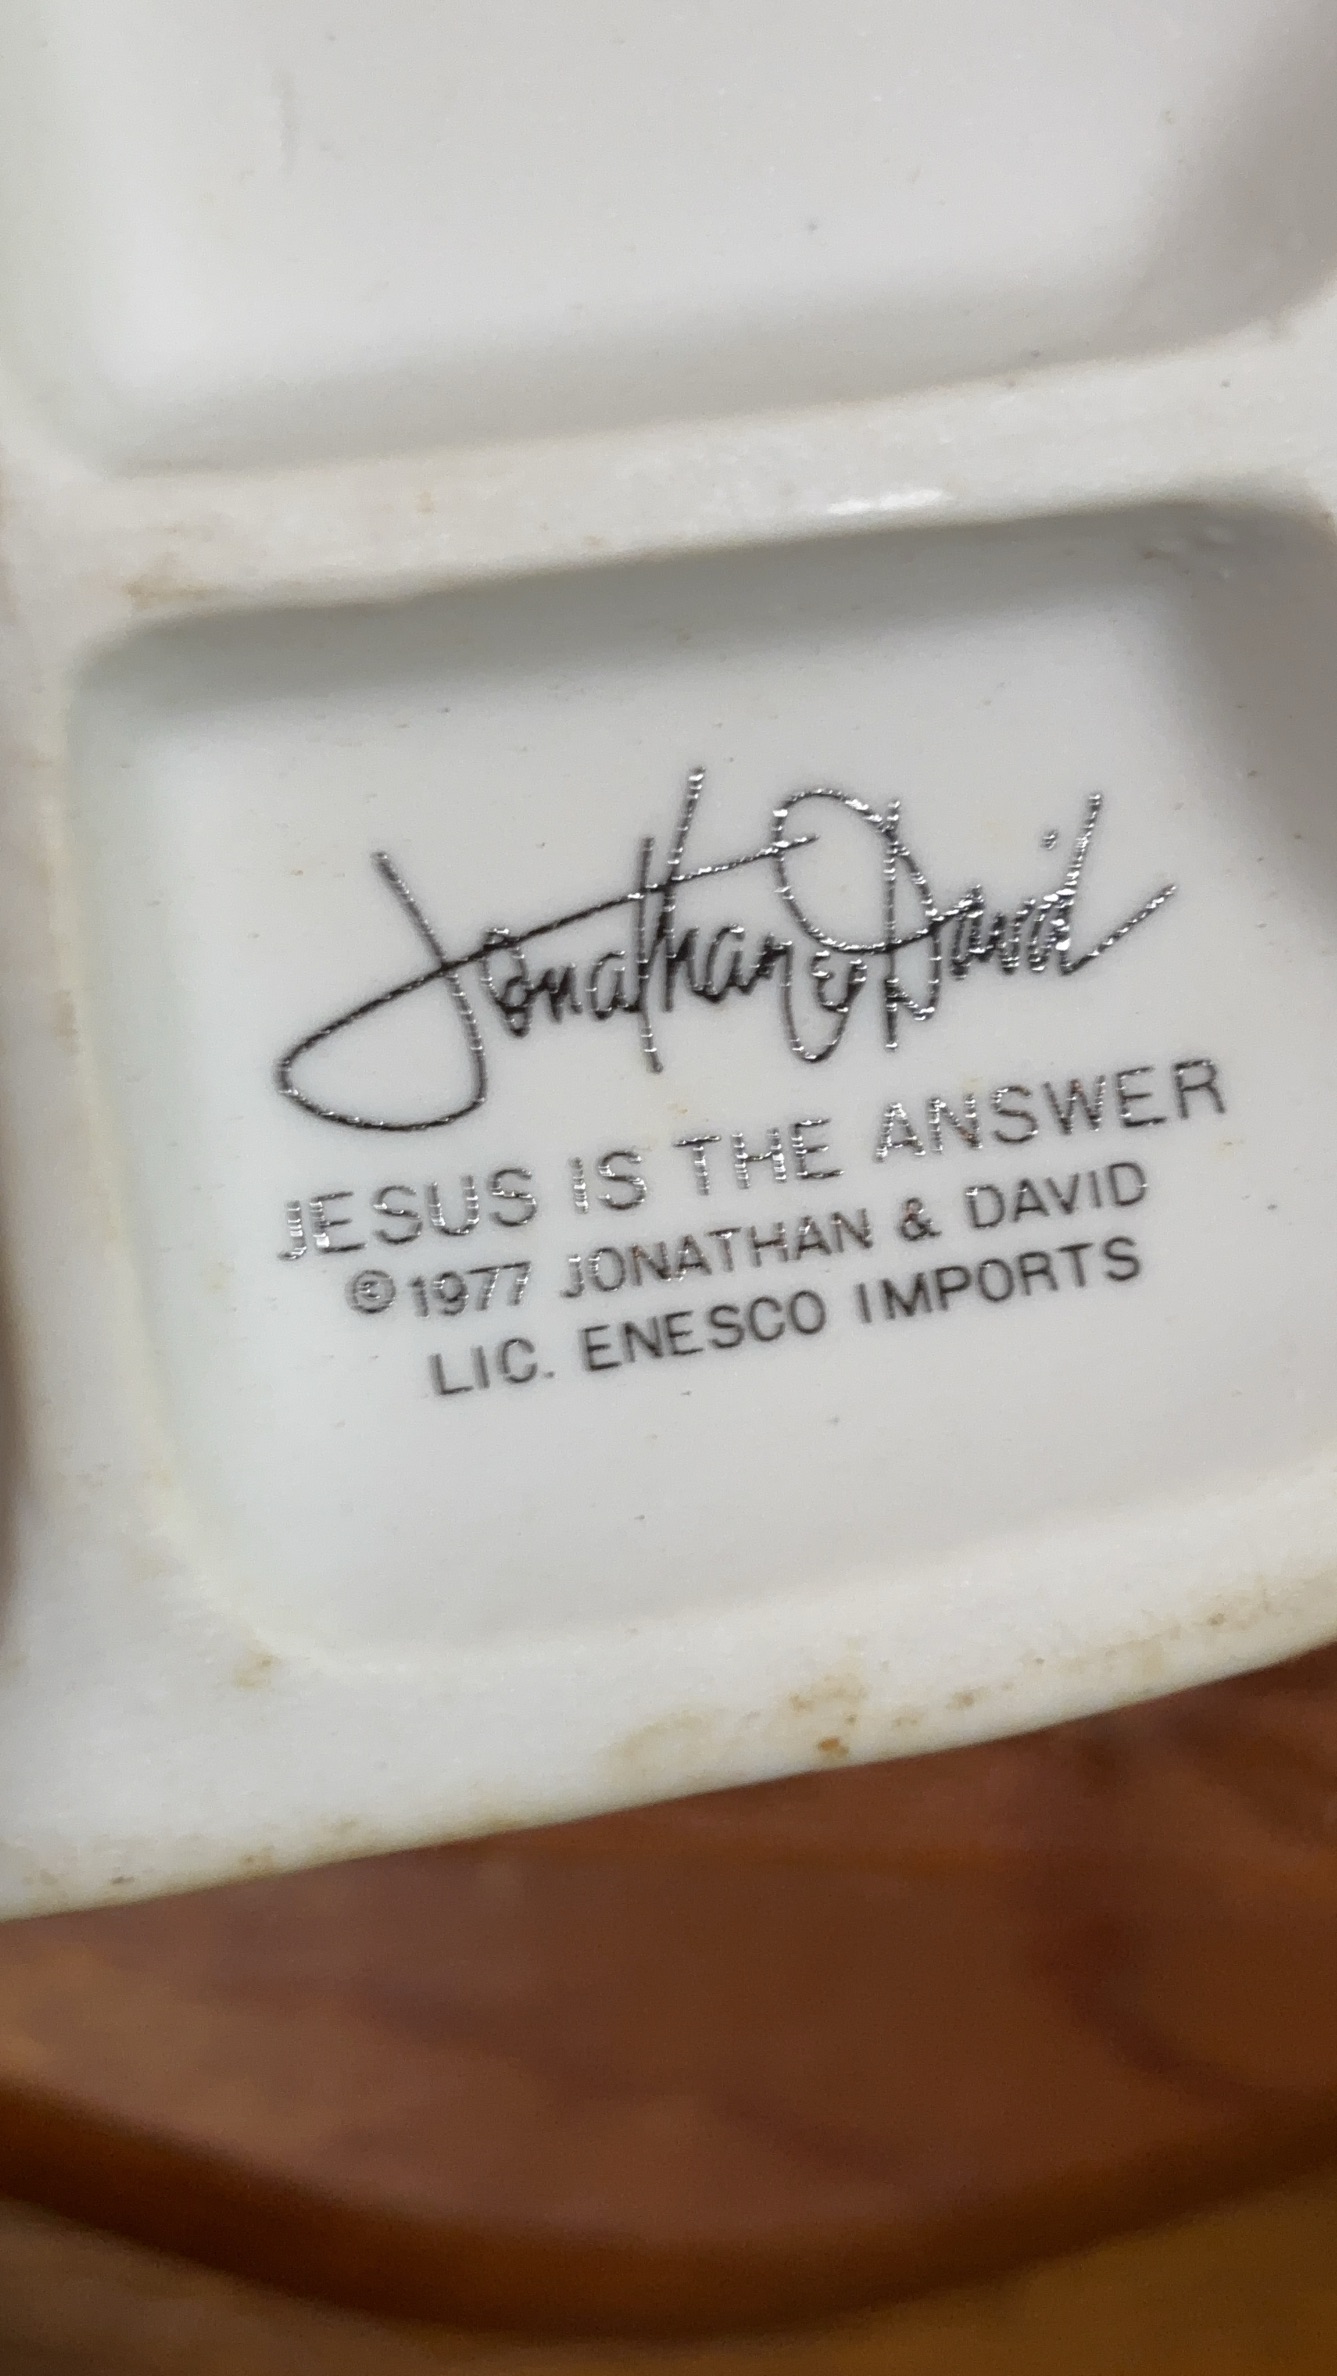 Jonathan & David
JESUS IS THE ANSWER
©1977 JONATHAN & DAVID
LIC. ENESCO IMPORTS